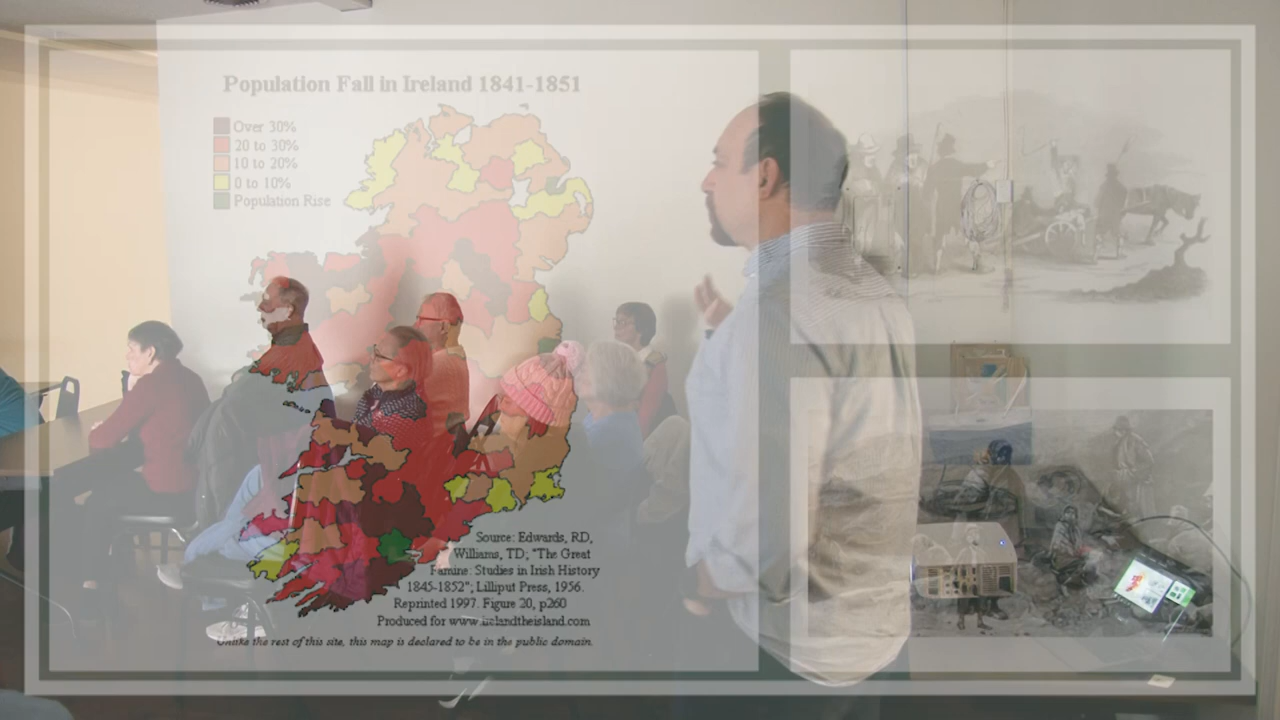 Population Fall in Ireland 1841-1851
Over 30%
20 to 30%
10 to 20%
0 to 10%
Population Rise
Source: Edwards, RD,
Williams, TD; "The Great
Famine: Studies in Irish History
1845-1852"; Lilliput Press, 1956.
Reprinted 1997. Figure 20, p260
Produced for www.irelandtheisland.com
Unlike the rest of this site, this map is declared to be in the public domain.